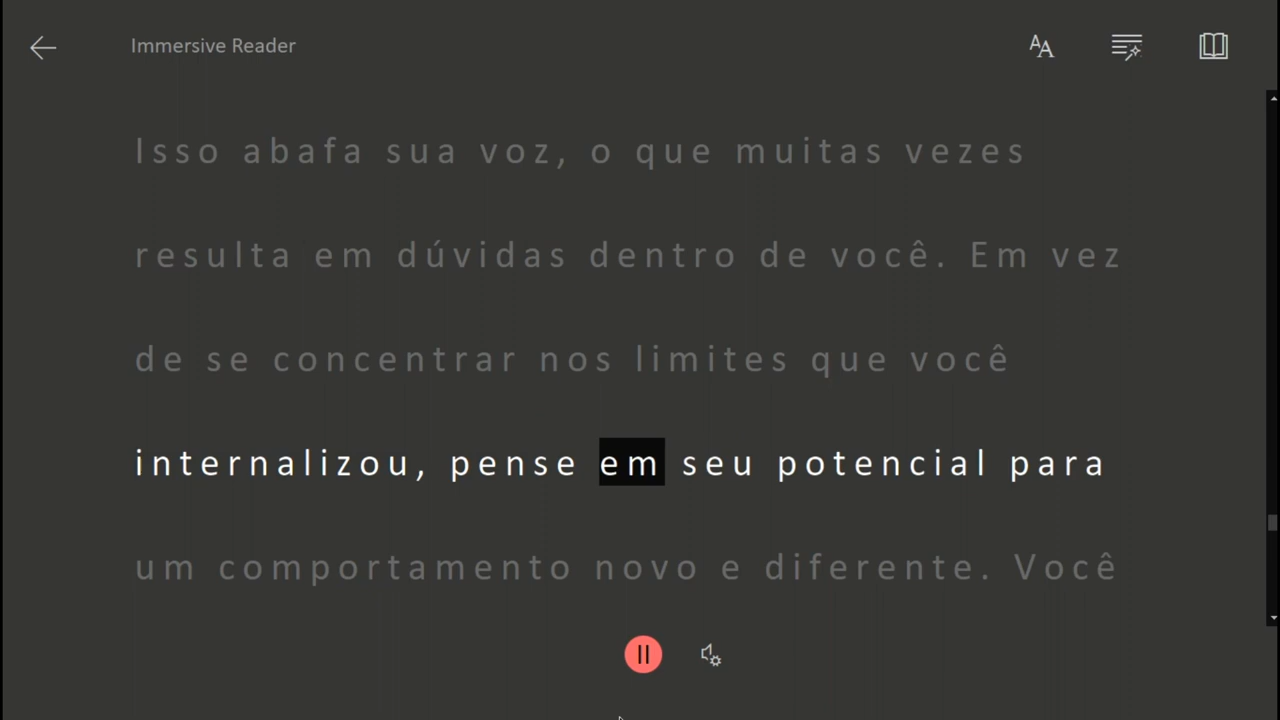 Immersive Reader
Isso abafa sua voz, o que muitas vezes
resulta em dúvidas dentro de você. Em vez
de se concentrar nos limites que você
internalizou, pense em seu potencial para
um comportamento novo e diferente. Você